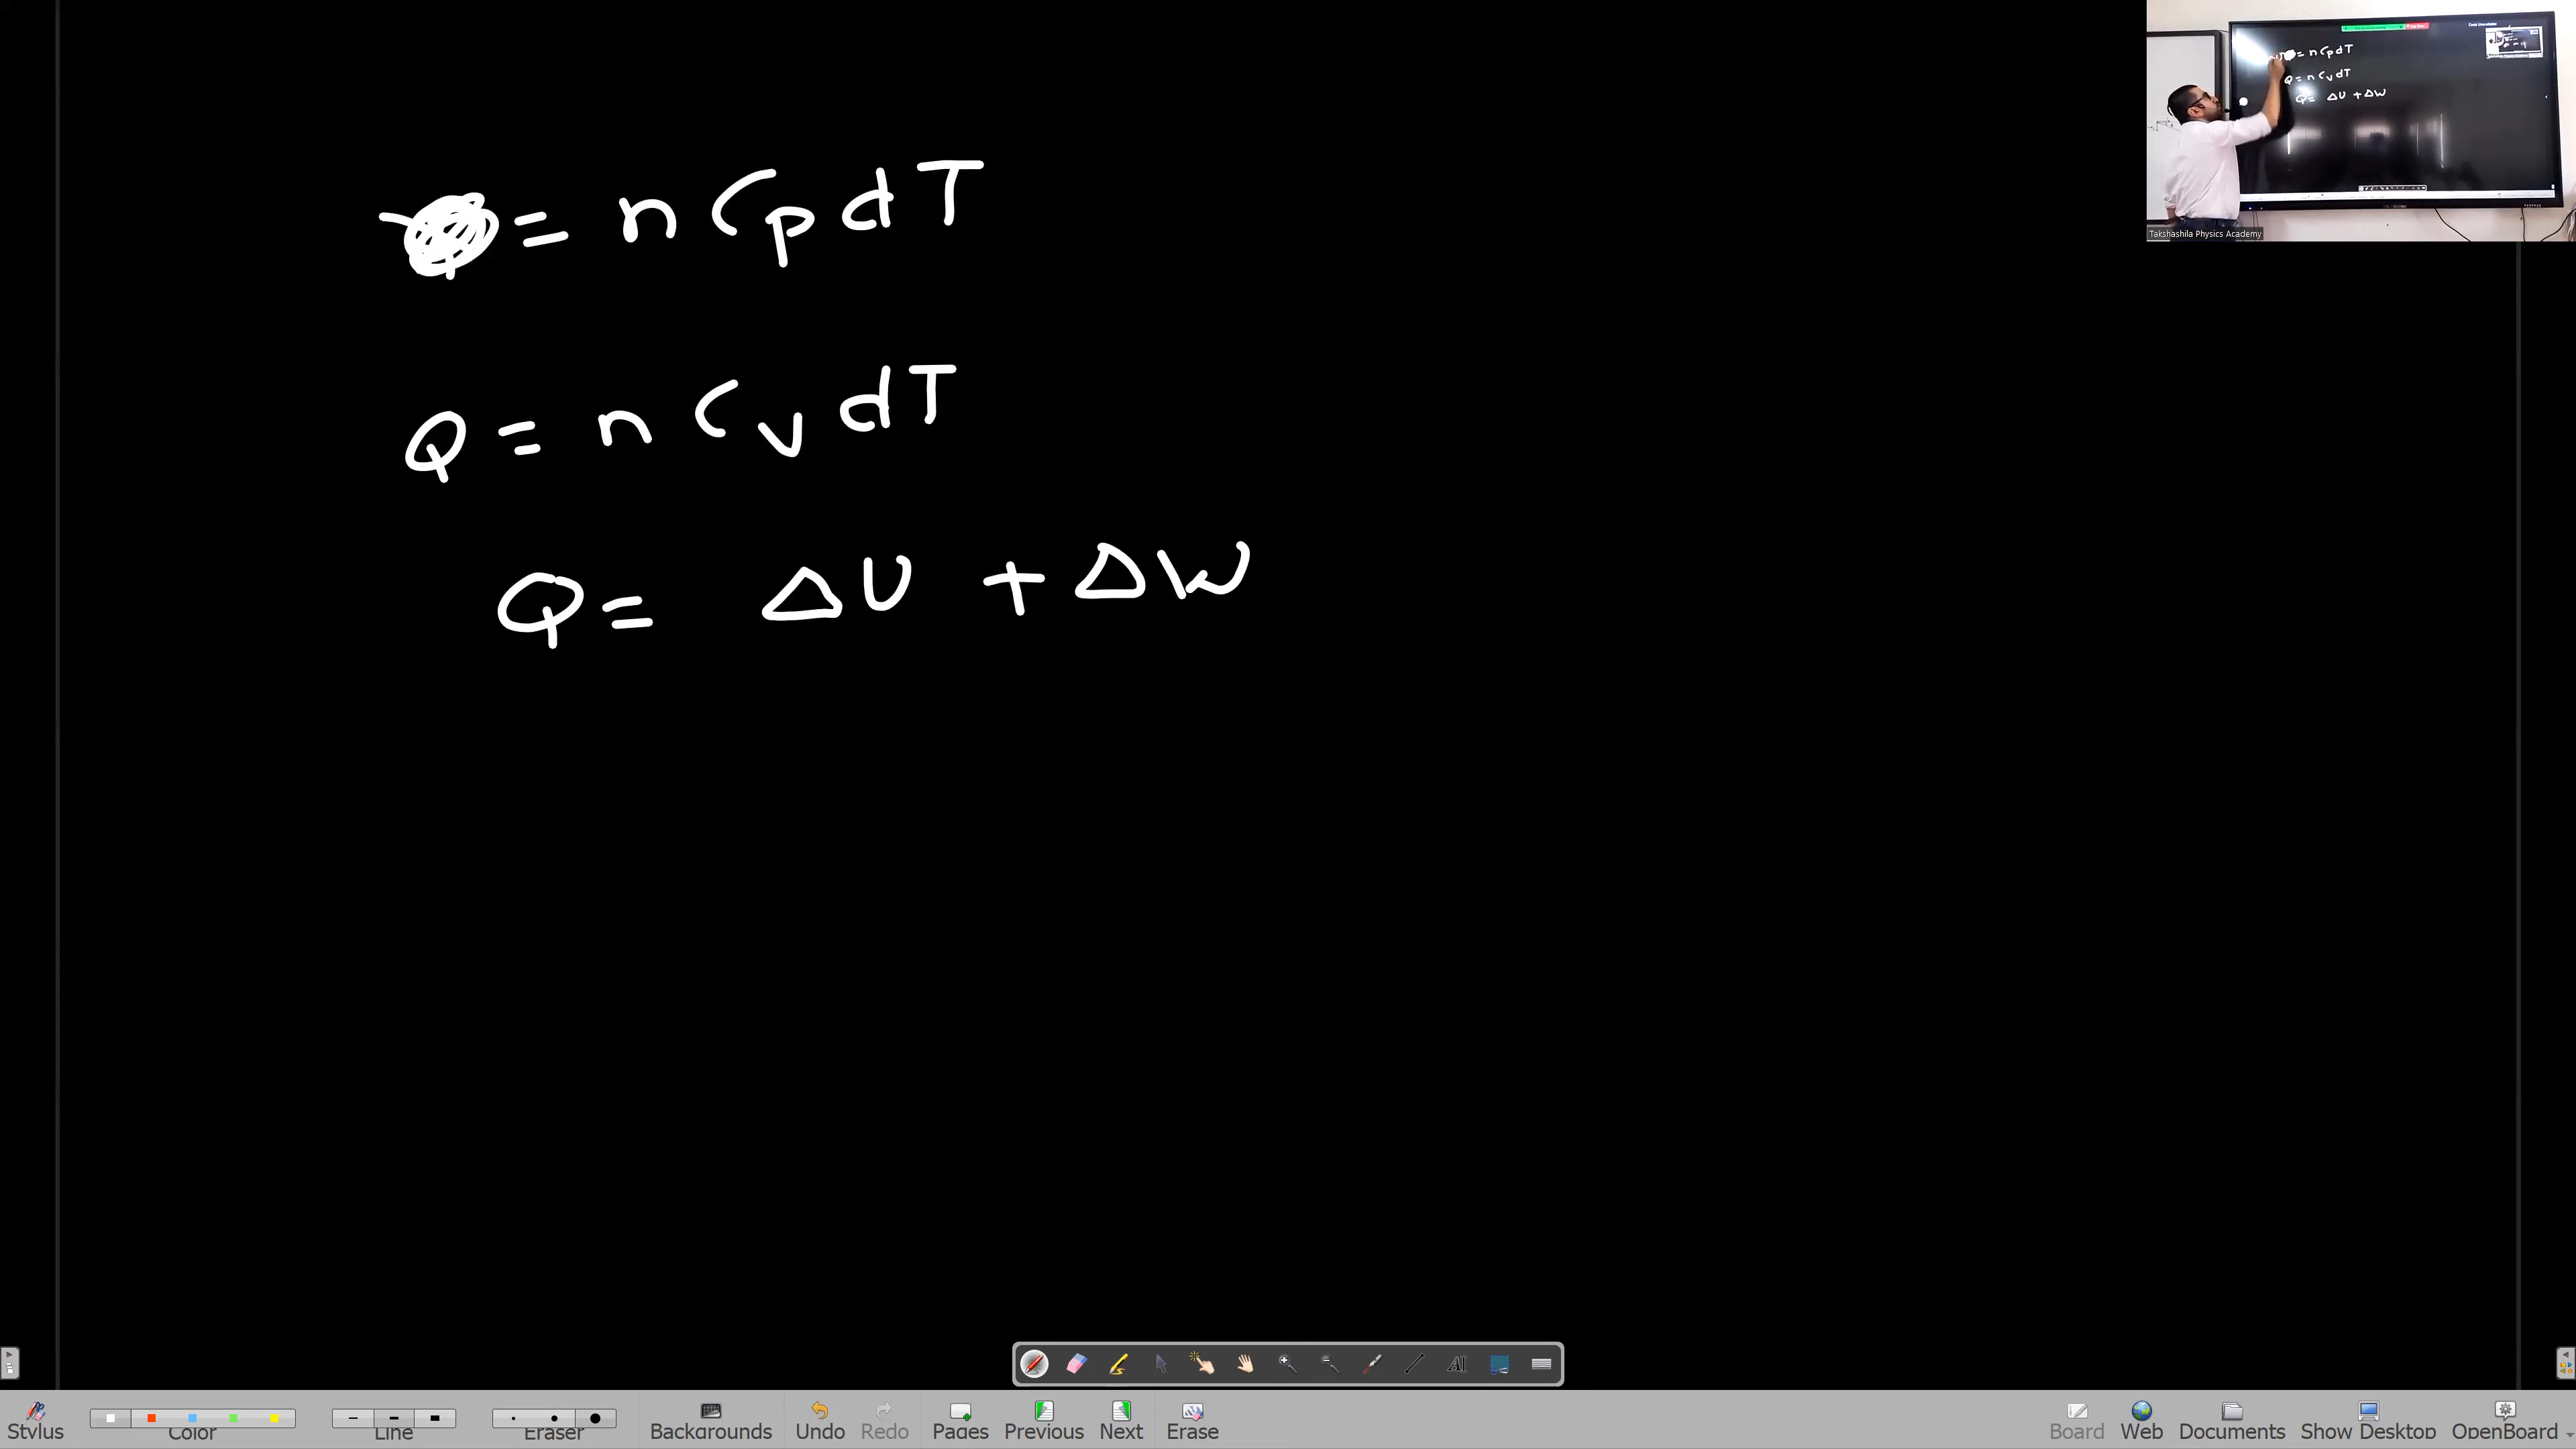 = n Cp dT
Q = n Cv dT
Q = ΔU + ΔW
Takshashila Physics Academy
Stylus
Color
Line
Eraser
Backgrounds
Undo
Redo
Pages
Previous
Next
Erase
Board
Web
Documents
Show Desktop
OpenBoard